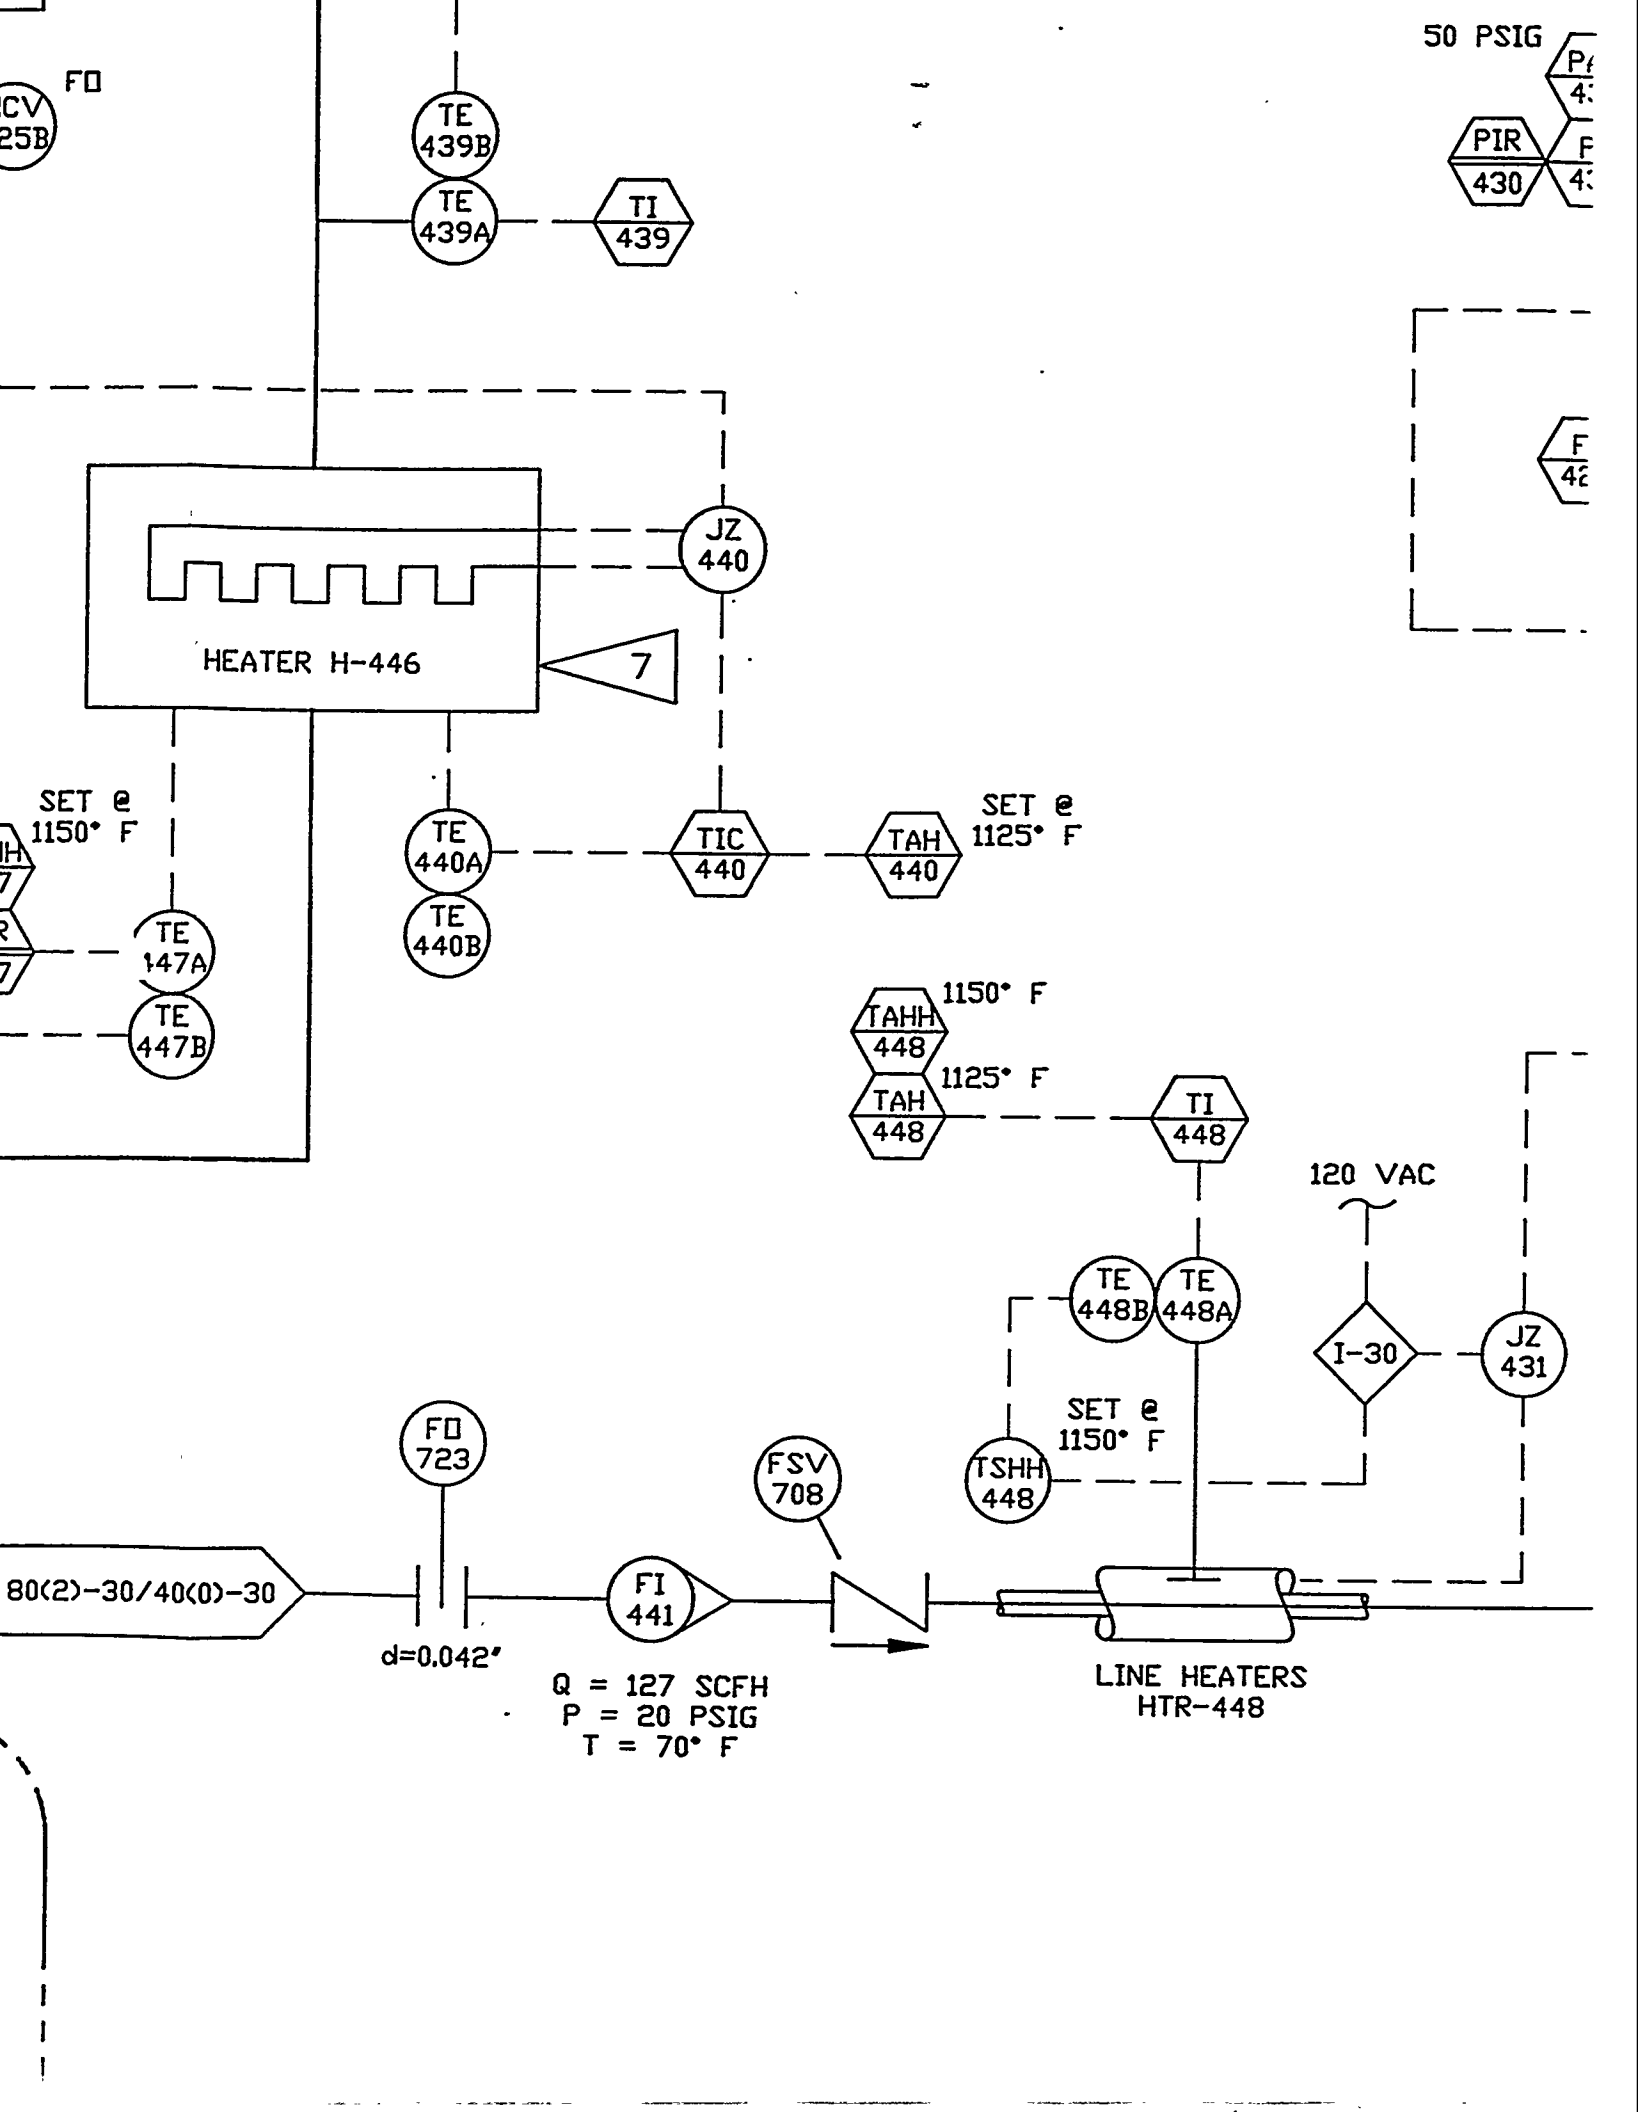 50 PSIG
FO
TE
439B
PIR
430
TE
439A
TI
439
JZ
440
HEATER H-446
7
SET @
1150° F
SET @
1125° F
TE
440A
TIC
440
TAH
440
TE
440B
TE
447A
TE
447B
TAHH
448
1150° F
TAH
448
1125° F
TI
448
120 VAC
TE
448B
TE
448A
I-30
JZ
431
SET @
1150° F
TSHH
448
FO
723
FSV
708
80(2)-30/40(0)-30
FI
441
d=0.042"
Q = 127 SCFH
P = 20 PSIG
T = 70° F
LINE HEATERS
HTR-448